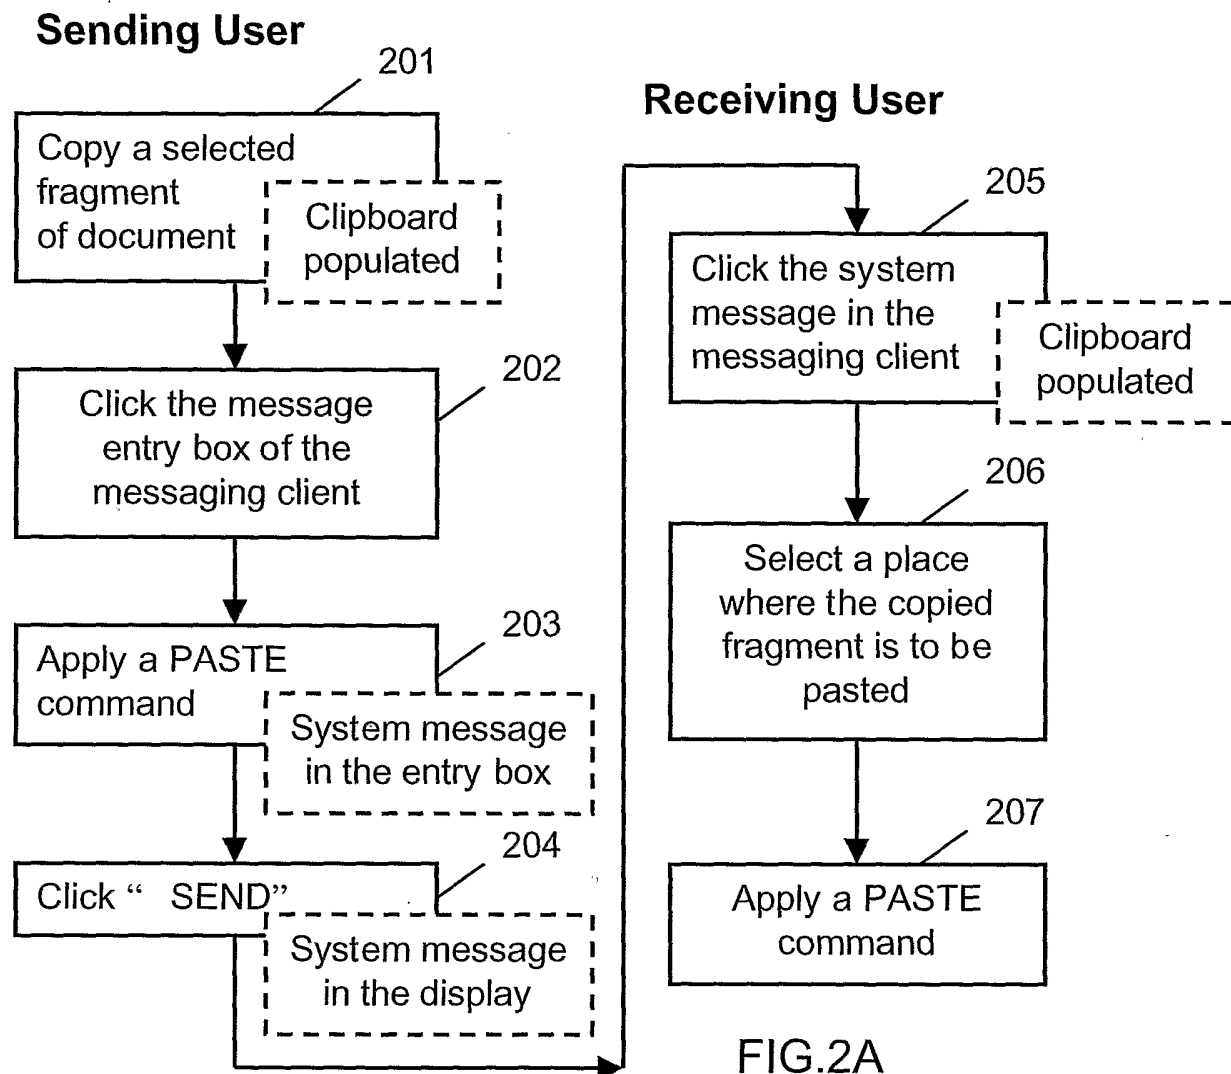 Sending User
201
Copy a selected
fragment
of document
Clipboard
populated
202
Click the message
entry box of the
messaging client
203
Apply a PASTE
command
System message
in the entry box
204
Click “ SEND”
System message
in the display
Receiving User
205
Click the system
message in the
messaging client
Clipboard
populated
206
Select a place
where the copied
fragment is to be
pasted
207
Apply a PASTE
command
FIG.2A